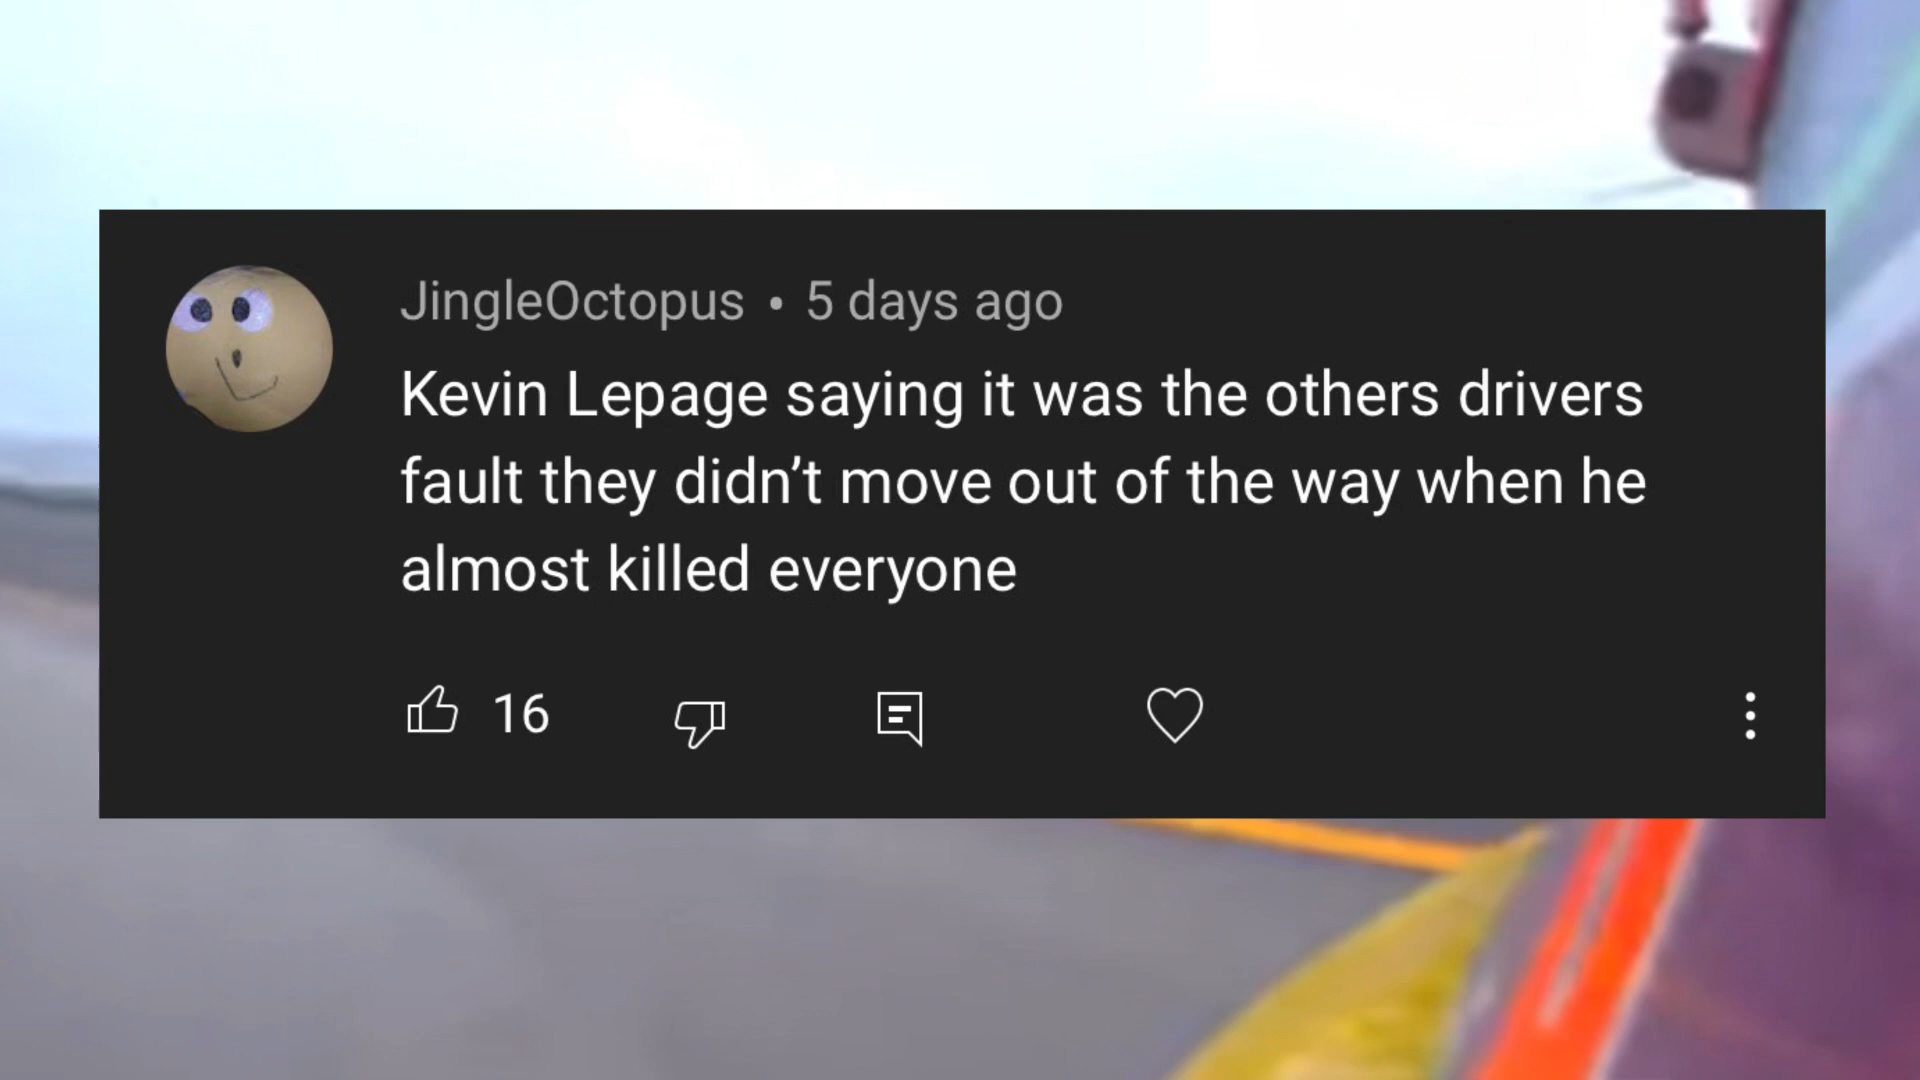 JingleOctopus • 5 days ago
Kevin Lepage saying it was the others drivers
fault they didn’t move out of the way when he
almost killed everyone
16